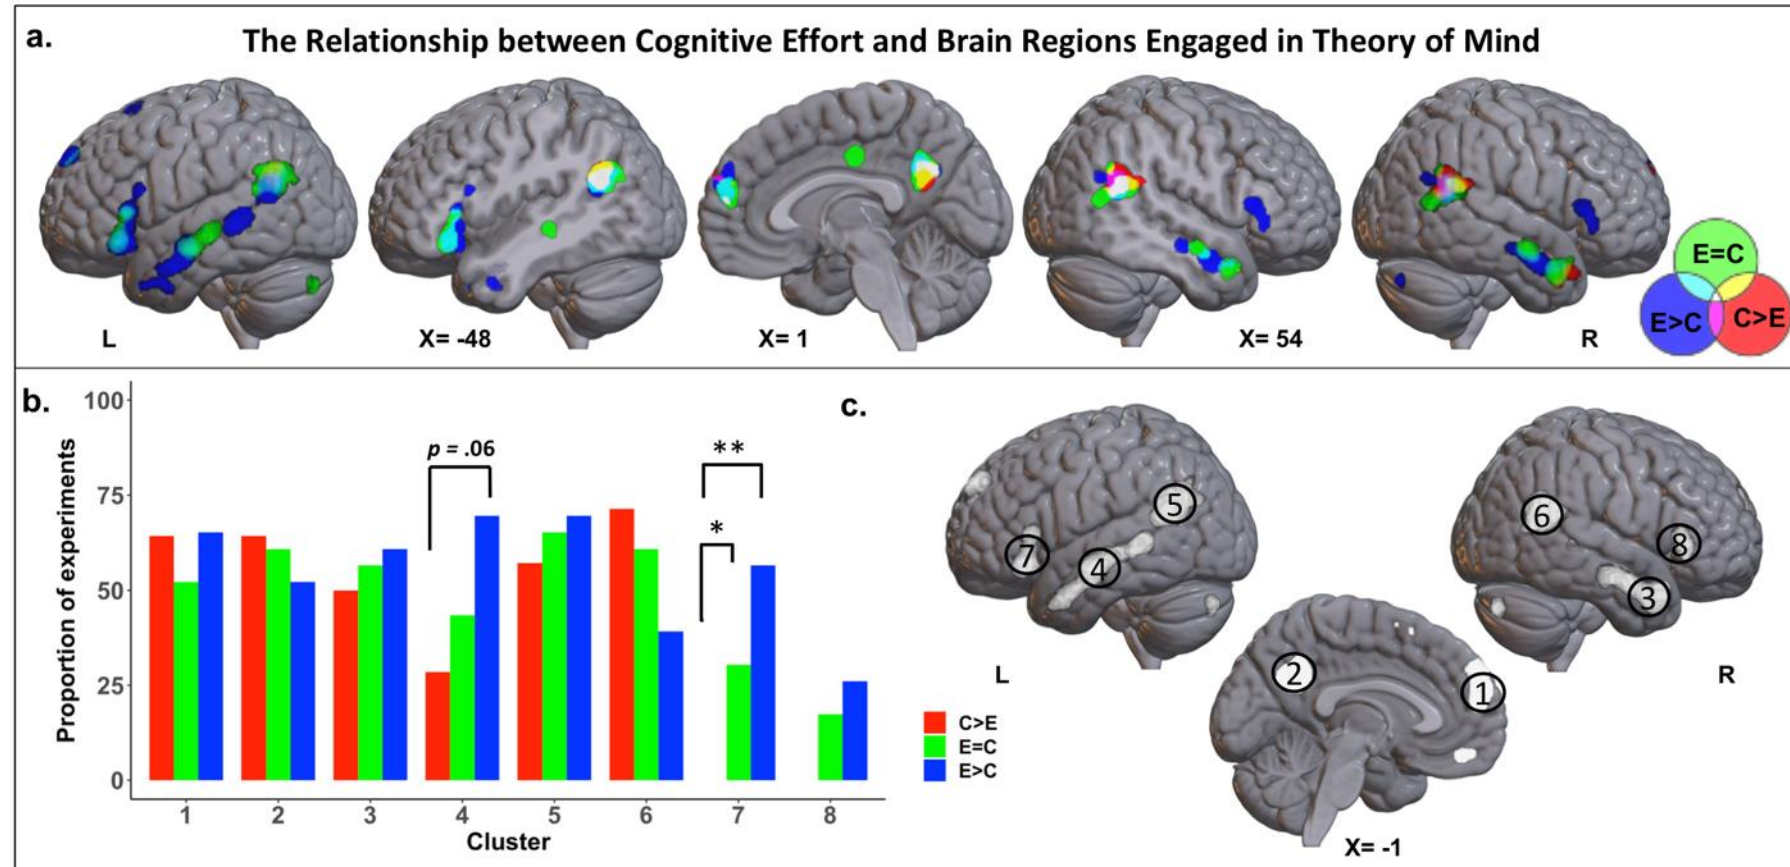 a.
The Relationship between Cognitive Effort and Brain Regions Engaged in Theory of Mind
L
X= -48
X= 1
X= 54
R
E=C
E>C
C>E
b.
Proportion of experiments
100
75
50
25
0
p = .06
**
*
1 2 3 4 5 6 7 8
Cluster
C>E
E=C
E>C
c.
5
7
4
6
8
3
L
R
2
1
X= -1